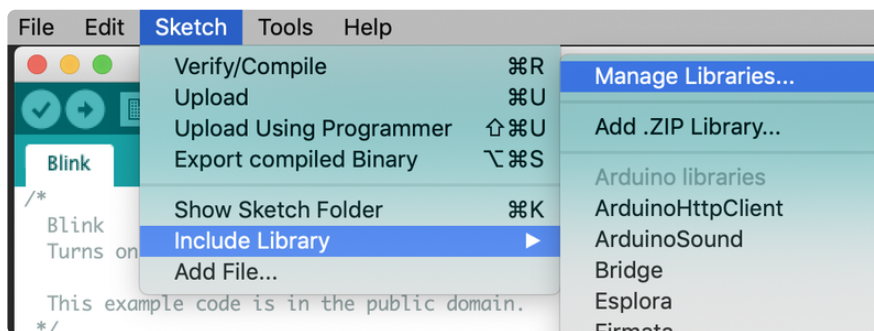 File Edit Sketch Tools Help
Verify/Compile ⌘R
Upload ⌘U
Upload Using Programmer ⇧⌘U
Export compiled Binary ⌥⌘S
Show Sketch Folder ⌘K
Include Library ▶
Add File...
Manage Libraries...
Add .ZIP Library...
Arduino libraries
ArduinoHttpClient
ArduinoSound
Bridge
Esplora
Firmata
Blink
/*
Blink
Turns on
This example code is in the public domain.
*/